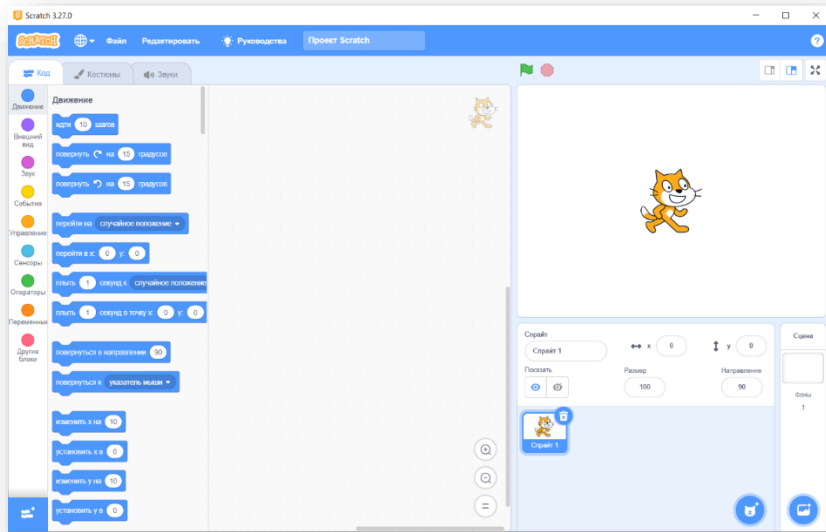 Scratch 3.27.0
SCRATCH
Файл Редактировать Руководства Проект Scratch
Код Костюмы Звуки
Движение
Внешний вид
Звук
События
Управление
Сенсоры
Операторы
Переменные
Другие блоки
Движение
идти 10 шагов
повернуть на 15 градусов
повернуть на 15 градусов
перейти на случайное положение
перейти в x: 0 y: 0
плыть 1 секунд к случайное положение
плыть 1 секунд в точку x: 0 y: 0
повернуться в направлении 90
повернуться к указатель мыши
изменить x на 10
установить x в 0
изменить y на 10
установить y в 0
Спрайт
Спрайт 1
x 0
y 0
Показать
Размер
100
Направление
90
Спрайт 1
Сцена
Фоны
1